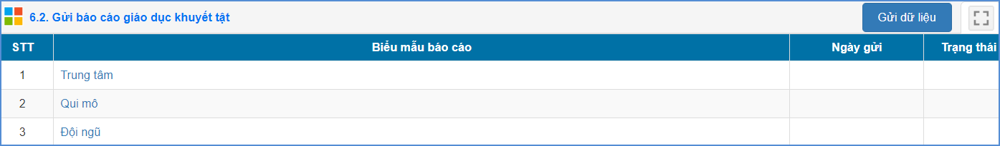 6.2. Gửi báo cáo giáo dục khuyết tật Gửi dữ liệu
STT Biểu mẫu báo cáo Ngày gửi Trạng thái
1 Trung tâm
2 Qui mô
3 Đội ngũ